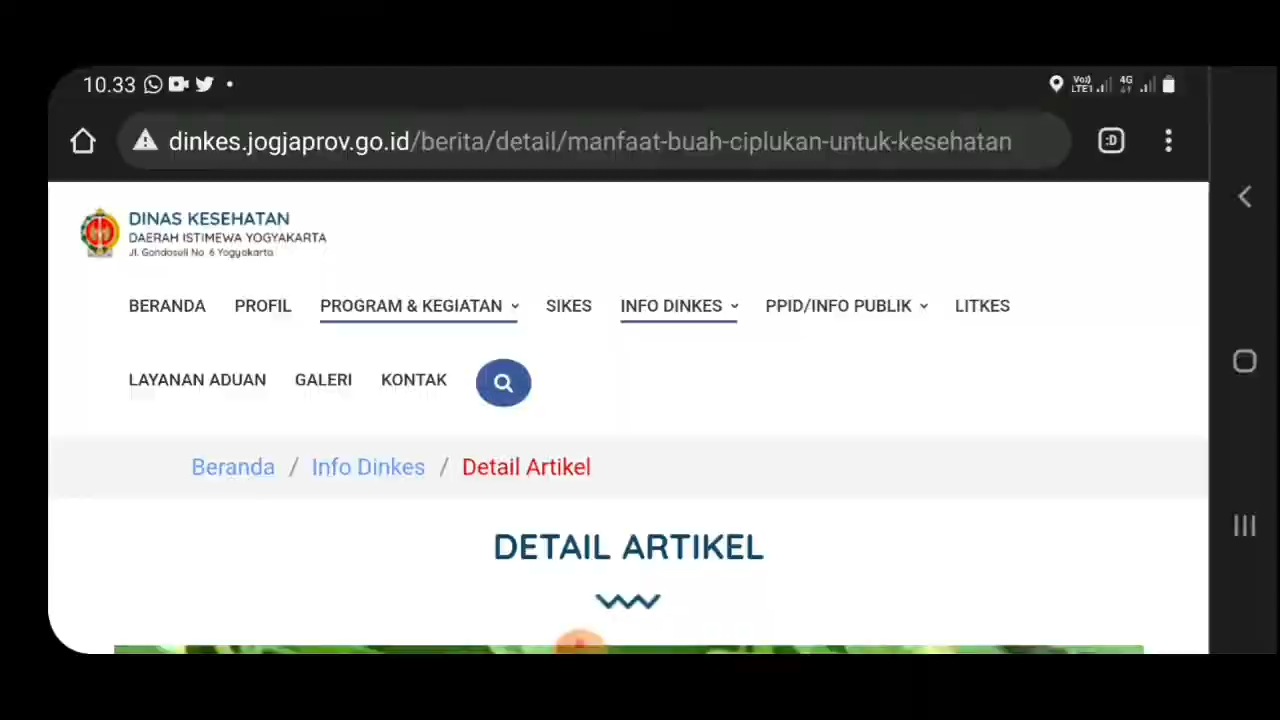 10.33
VoLTE1 4G
dinkes.jogjaprov.go.id/berita/detail/manfaat-buah-ciplukan-untuk-kesehatan
:D
DINAS KESEHATAN
DAERAH ISTIMEWA YOGYAKARTA
Jl. Gondosuli No. 6 Yogyakarta
BERANDA PROFIL PROGRAM & KEGIATAN SIKES INFO DINKES PPID/INFO PUBLIK LITKES
LAYANAN ADUAN GALERI KONTAK
Beranda / Info Dinkes / Detail Artikel
DETAIL ARTIKEL